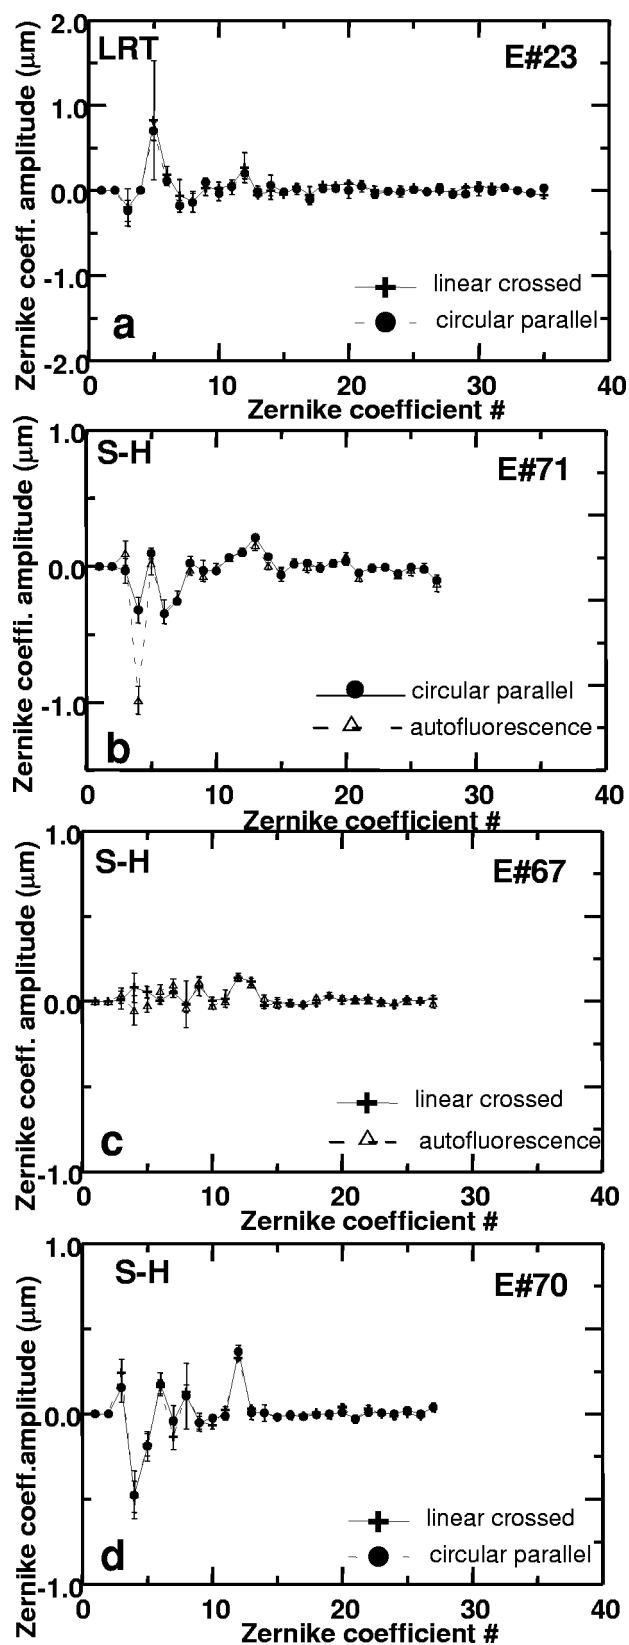 2.0
LRT
E#23
1.0
0.0
-1.0
-2.0
Zernike coeff. amplitude (µm)
linear crossed
circular parallel
a
0 10 20 30 40
Zernike coefficient #
1.0
S-H
E#71
0.0
-1.0
Zernike coeffi. amplitude (µm)
circular parallel
autofluorescence
b
0 10 20 30 40
Zernike coefficient #
1.0
S-H
E#67
0.0
-1.0
Zernike coeff. amplitude (µm)
linear crossed
autofluorescence
c
0 10 20 30 40
Zernike coefficient #
1.0
S-H
E#70
0.0
-1.0
Zernike coeff.amplitude (µm)
linear crossed
circular parallel
d
0 10 20 30 40
Zernike coefficient #